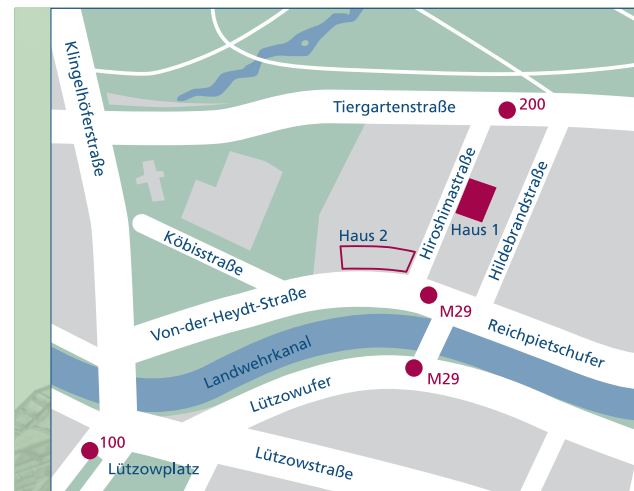 Klingelhöferstraße
Tiergartenstraße
200
Hiroshimastraße
Hildebrandstraße
Haus 1
Haus 2
Köbisstraße
Von-der-Heydt-Straße
M29
Reichpietschufer
Landwehrkanal
M29
Lützowufer
100
Lützowplatz
Lützowstraße